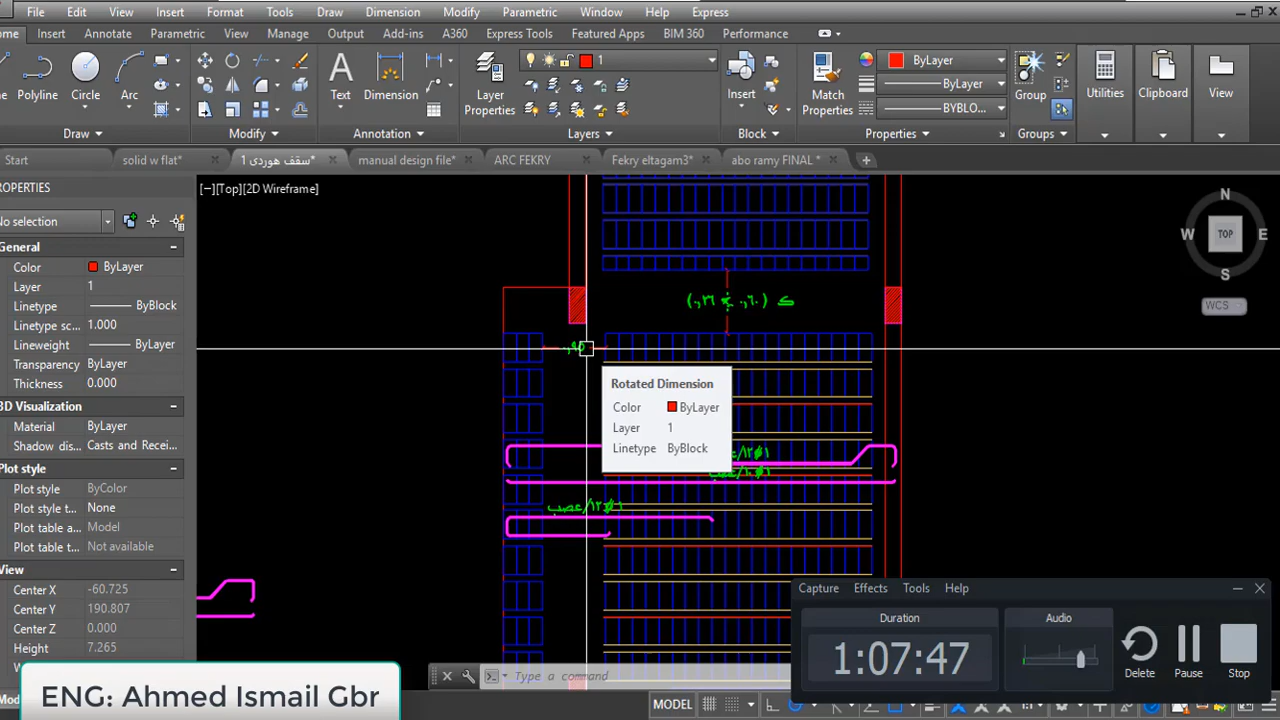 File Edit View Insert Format Tools Draw Dimension Modify Parametric Window Help Express
ome Insert Annotate Parametric View Manage Output Add-ins A360 Express Tools Featured Apps BIM 360 Performance
1
ByLayer
ByLayer
BYBLO...
Polyline Circle Arc
Text Dimension
Layer Properties
Insert
Match Properties
Group
Utilities
Clipboard
View
Draw Modify Annotation Layers Block Properties Groups
Start solid w flat* سقف هوردى 1* manual design file* ARC FEKRY Fekry eltagam3* abo ramy FINAL *
PROPERTIES
[−][Top][2D Wireframe]
No selection
General
Color ByLayer
Layer 1
Linetype ByBlock
Linetype sc... 1.000
Lineweight ByLayer
Transparency ByLayer
Thickness 0.000
3D Visualization
Material ByLayer
Shadow dis... Casts and Recei...
Plot style
Plot style ByColor
Plot style t... None
Plot table a... Model
Plot table t... Not available
View
Center X -60.725
Center Y 190.807
Center Z 0.000
Height 7.265
N
W TOP E
S
WCS
Rotated Dimension
Color ByLayer
Layer 1
Linetype ByBlock
١φ١٢/عصب
Capture Effects Tools Help
Duration
Audio
1:07:47
Delete Pause Stop
Type a command
MODEL
ENG: Ahmed Ismail Gbr